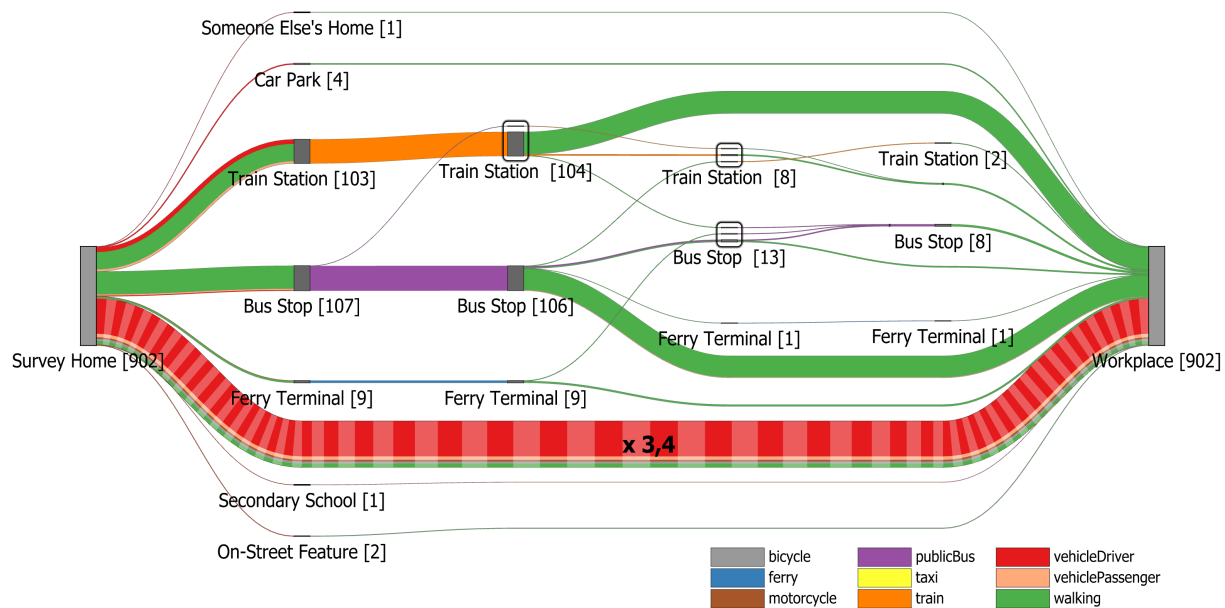 Someone Else's Home [1]
Car Park [4]
Train Station [103]
Train Station [104]
Train Station [8]
Train Station [2]
Bus Stop [107]
Bus Stop [106]
Bus Stop [13]
Bus Stop [8]
Ferry Terminal [1]
Ferry Terminal [1]
Survey Home [902]
Workplace [902]
Ferry Terminal [9]
Ferry Terminal [9]
x 3,4
Secondary School [1]
On-Street Feature [2]
bicycle
publicBus
vehicleDriver
ferry
taxi
vehiclePassenger
motorcycle
train
walking